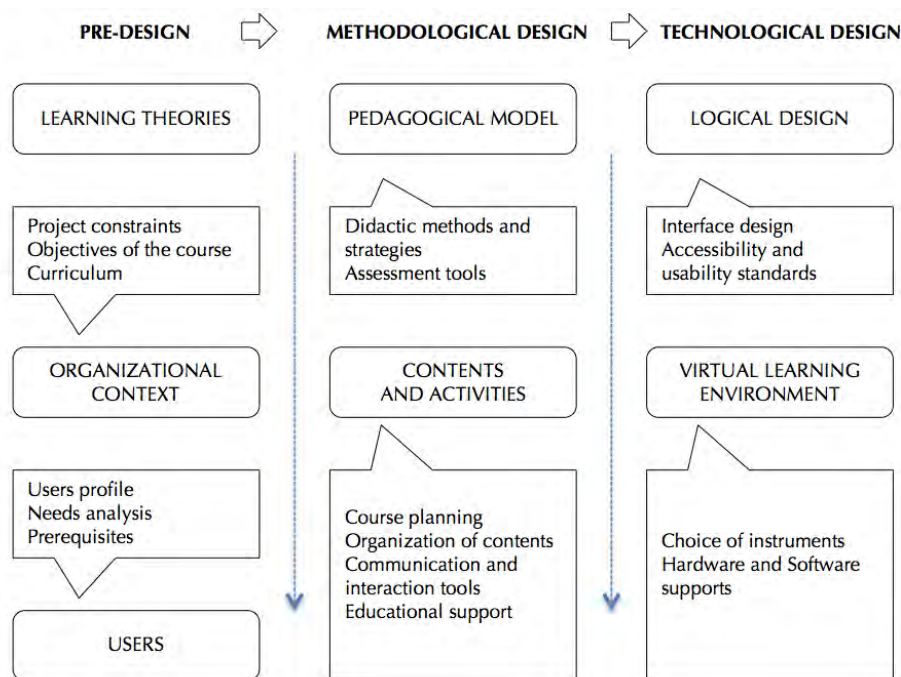 PRE-DESIGN
METHODOLOGICAL DESIGN
TECHNOLOGICAL DESIGN
LEARNING THEORIES
PEDAGOGICAL MODEL
LOGICAL DESIGN
Project constraints
Objectives of the course
Curriculum
Didactic methods and
strategies
Assessment tools
Interface design
Accessibility and
usability standards
ORGANIZATIONAL
CONTEXT
CONTENTS
AND ACTIVITIES
VIRTUAL LEARNING
ENVIRONMENT
Users profile
Needs analysis
Prerequisites
Course planning
Organization of contents
Communication and
interaction tools
Educational support
Choice of instruments
Hardware and Software
supports
USERS